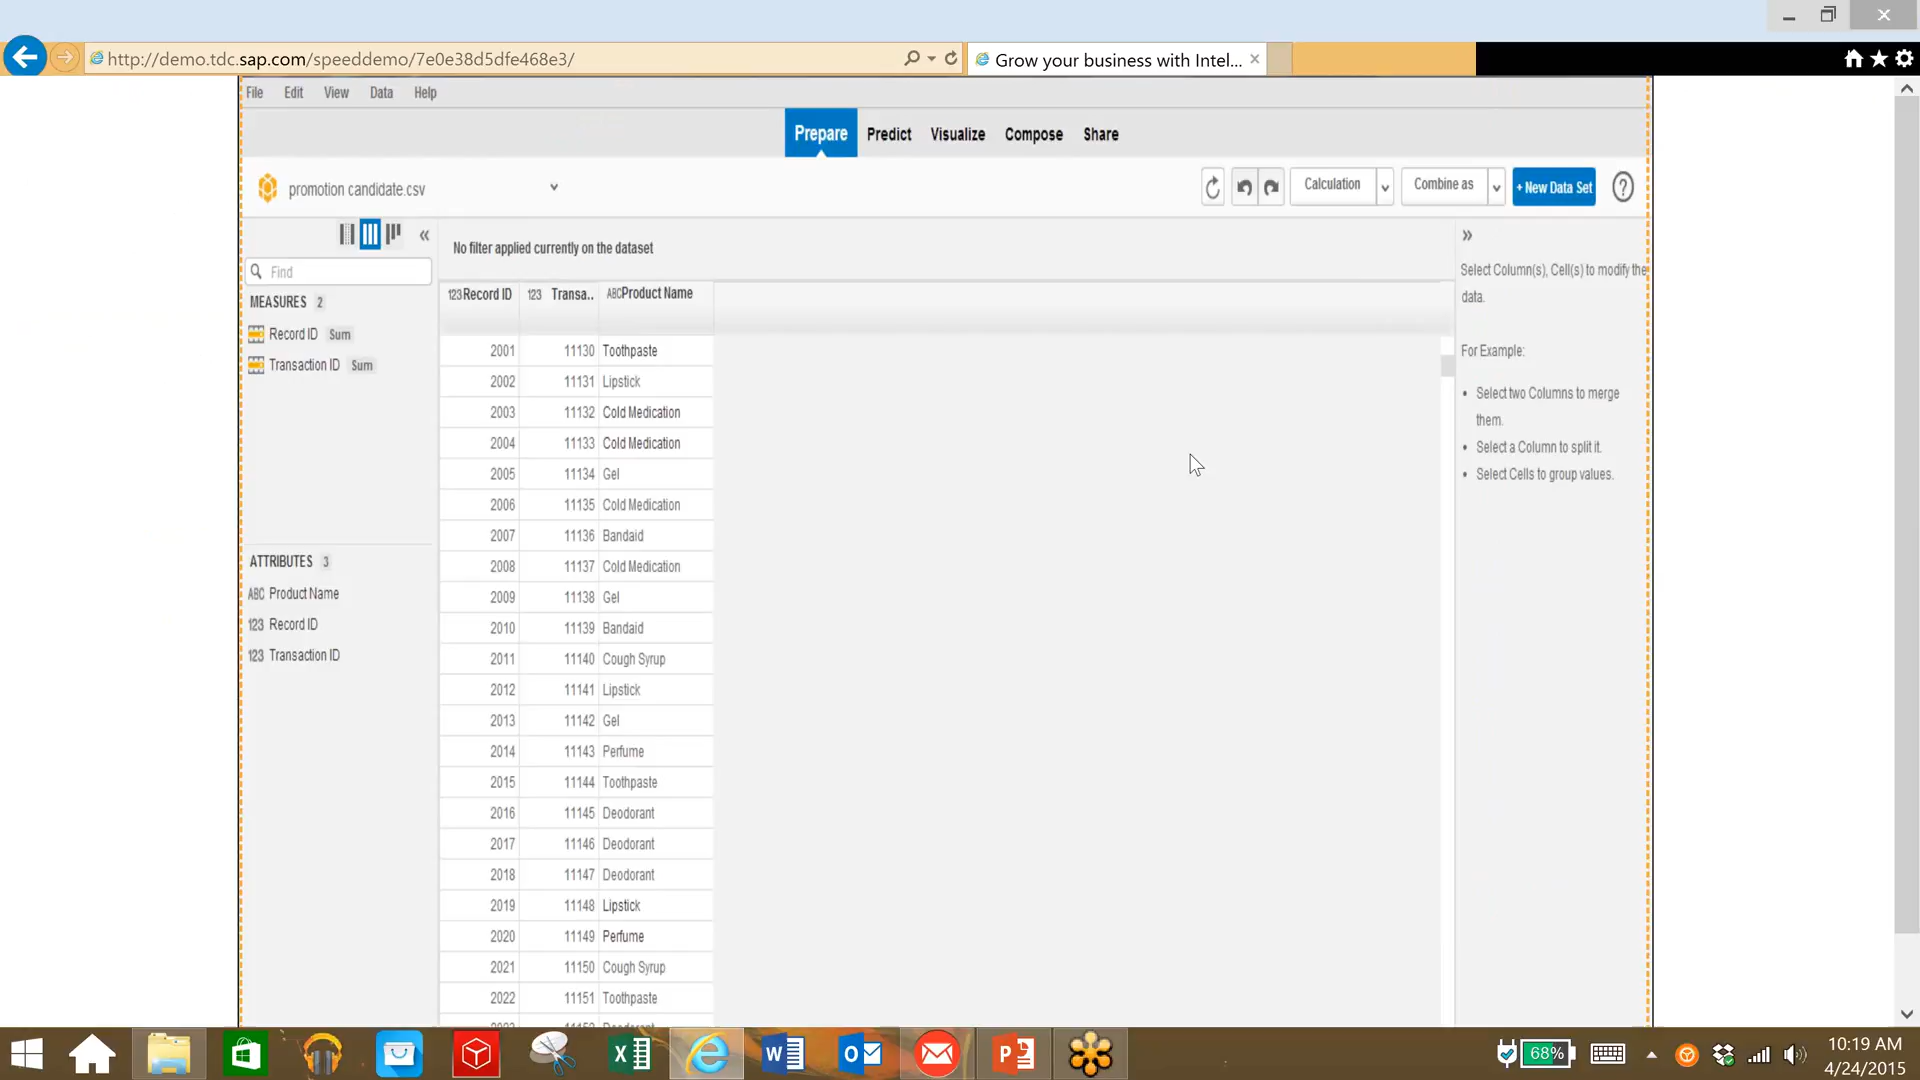 http://demo.tdc.sap.com/speeddemo/7e0e38d5dfe468e3/
Grow your business with Intel...
File Edit View Data Help
Prepare Predict Visualize Compose Share
promotion candidate.csv
Calculation
Combine as
+ New Data Set
?
Find
MEASURES 2
Record ID Sum
Transaction ID Sum
ATTRIBUTES 3
ABC Product Name
123 Record ID
123 Transaction ID
No filter applied currently on the dataset
123 Record ID 123 Transa.. ABC Product Name
2001 11130 Toothpaste
2002 11131 Lipstick
2003 11132 Cold Medication
2004 11133 Cold Medication
2005 11134 Gel
2006 11135 Cold Medication
2007 11136 Bandaid
2008 11137 Cold Medication
2009 11138 Gel
2010 11139 Bandaid
2011 11140 Cough Syrup
2012 11141 Lipstick
2013 11142 Gel
2014 11143 Perfume
2015 11144 Toothpaste
2016 11145 Deodorant
2017 11146 Deodorant
2018 11147 Deodorant
2019 11148 Lipstick
2020 11149 Perfume
2021 11150 Cough Syrup
2022 11151 Toothpaste
Select Column(s), Cell(s) to modify the
data.
For Example:
• Select two Columns to merge
them.
• Select a Column to split it.
• Select Cells to group values.
68%
10:19 AM
4/24/2015